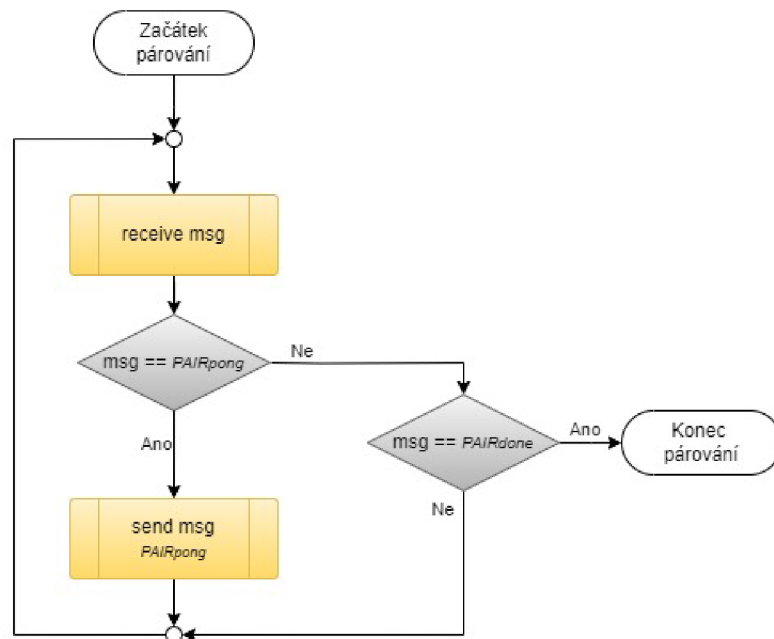 Začátek
párování
receive msg
msg == PAIRpong
Ne
msg == PAIRdone
Ano
Konec
párování
Ano
Ne
send msg
PAIRpong